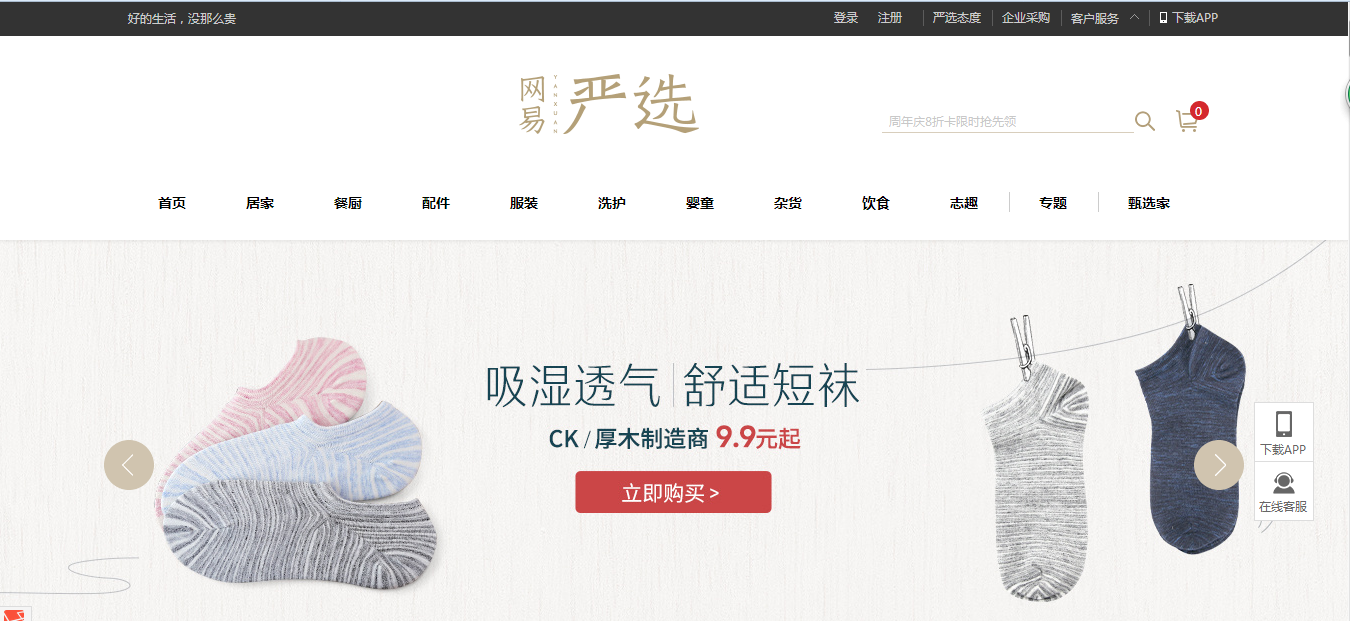 好的生活，没那么贵
登录 注册 严选态度 企业采购 客户服务 下载APP
网易 YANXUAN 严选
周年庆8折卡限时抢先领
0
首页 居家 餐厨 配件 服装 洗护 婴童 杂货 饮食 志趣 专题 甄选家
吸湿透气 舒适短袜
CK / 厚木制造商 9.9元起
立即购买 >
下载APP
在线客服